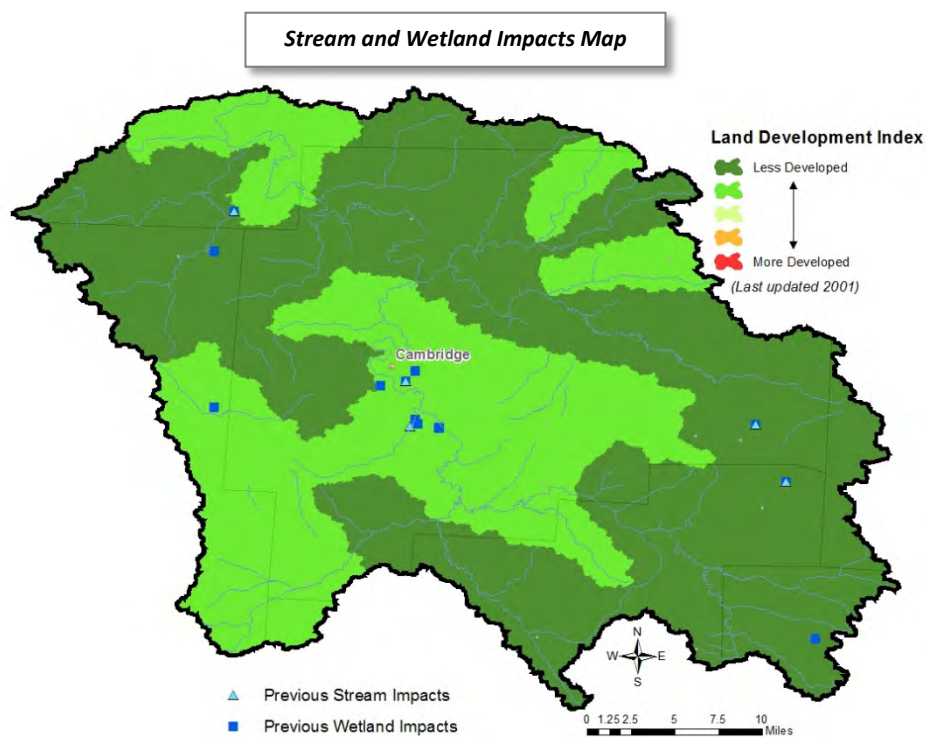 Stream and Wetland Impacts Map
Land Development Index
Less Developed
More Developed
(Last updated 2001)
Cambridge
N
W E
S
Previous Stream Impacts
Previous Wetland Impacts
0 1.25 2.5 5 7.5 10
Miles